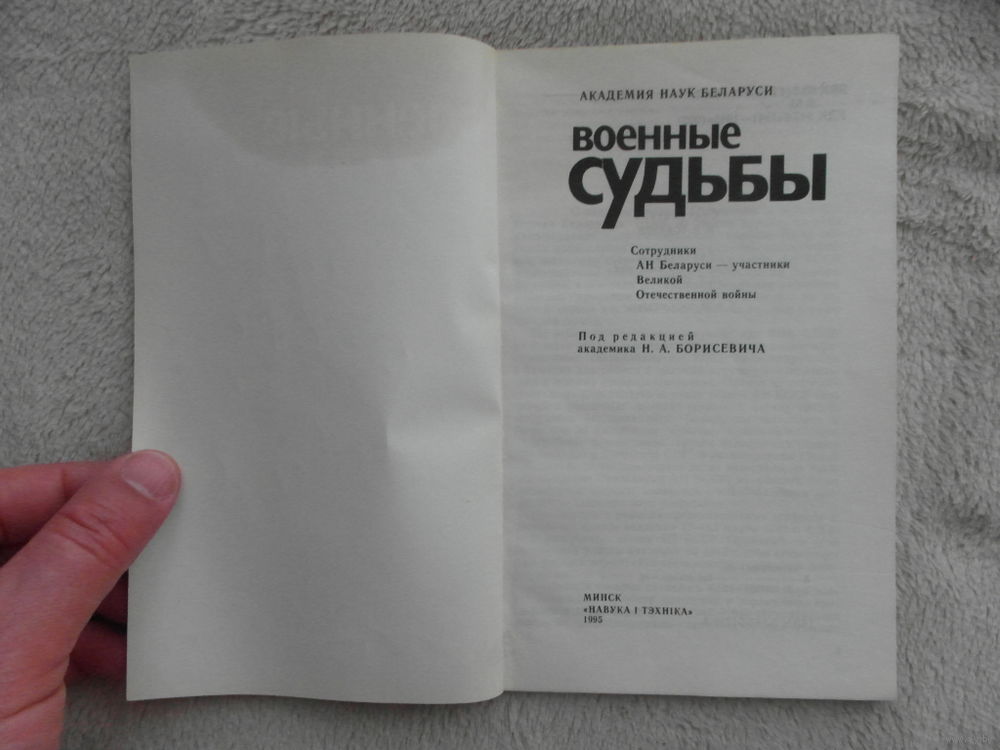 АКАДЕМИЯ НАУК БЕЛАРУСИ
ВОЕННЫЕ
СУДЬБЫ
Сотрудники
АН Беларуси — участники
Великой
Отечественной войны
Под редакцией
академика Н. А. БОРИСЕВИЧА
МИНСК
«НАВУКА І ТЭХНІКА»
1995